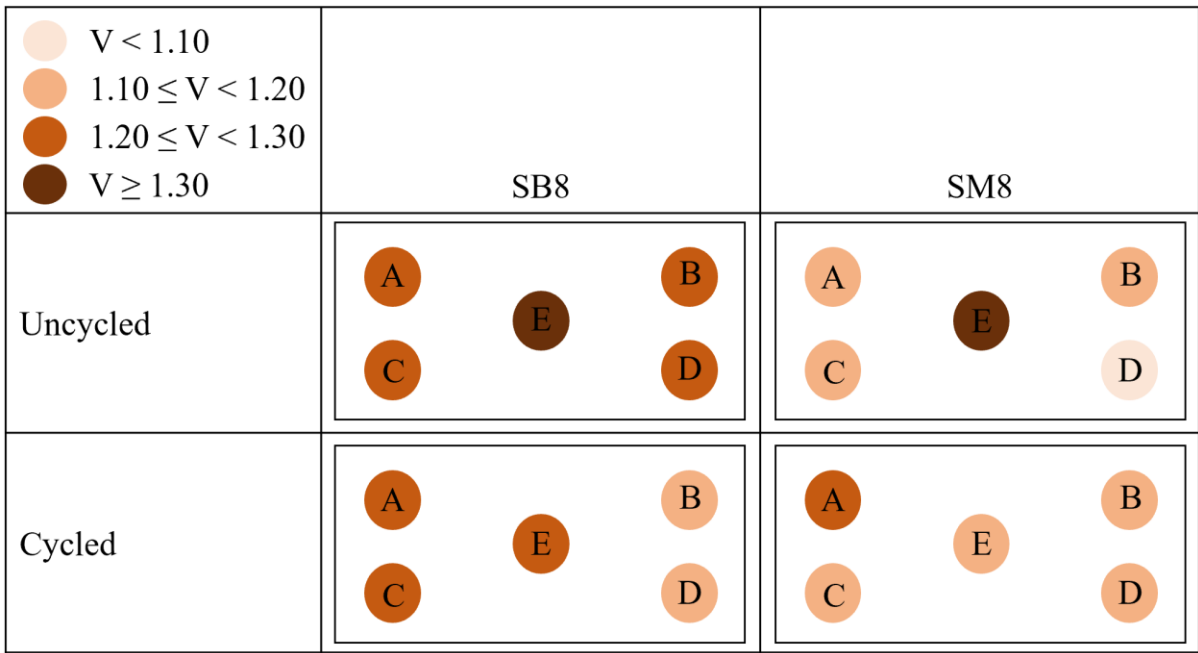 V < 1.10
1.10 ≤ V < 1.20
1.20 ≤ V < 1.30
V ≥ 1.30
SB8 SM8
Uncycled
A B
E
C D
A B
E
C D
Cycled
A B
E
C D
A B
E
C D